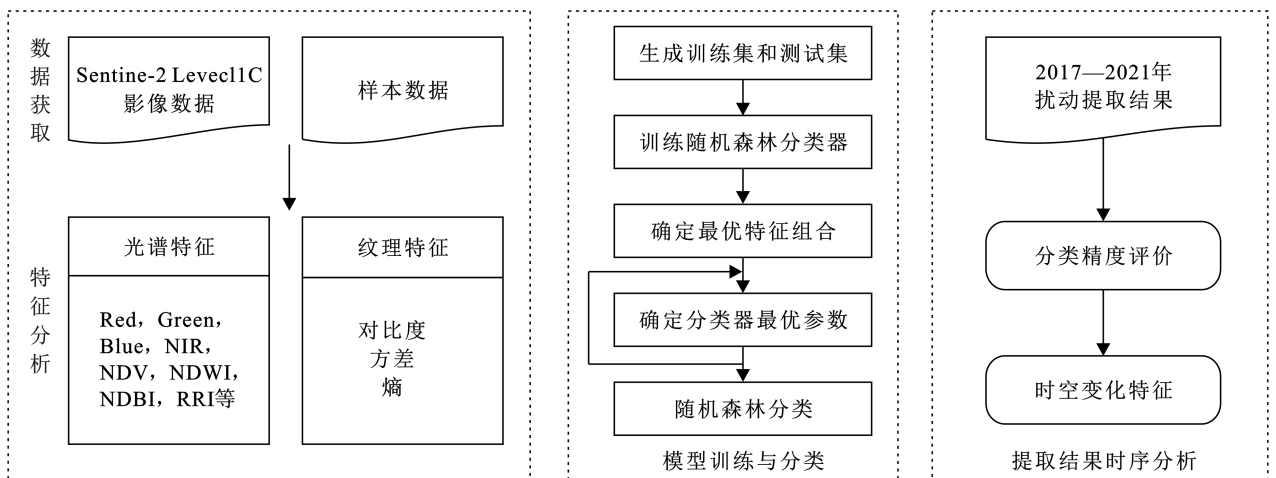 数据获取
Sentine-2 Levecl1C
影像数据
样本数据
特征分析
光谱特征
Red，Green，
Blue，NIR，
NDV，NDWI，
NDBI，RRI等
纹理特征
对比度
方差
熵
生成训练集和测试集
训练随机森林分类器
确定最优特征组合
确定分类器最优参数
随机森林分类
模型训练与分类
2017—2021年
扰动提取结果
分类精度评价
时空变化特征
提取结果时序分析